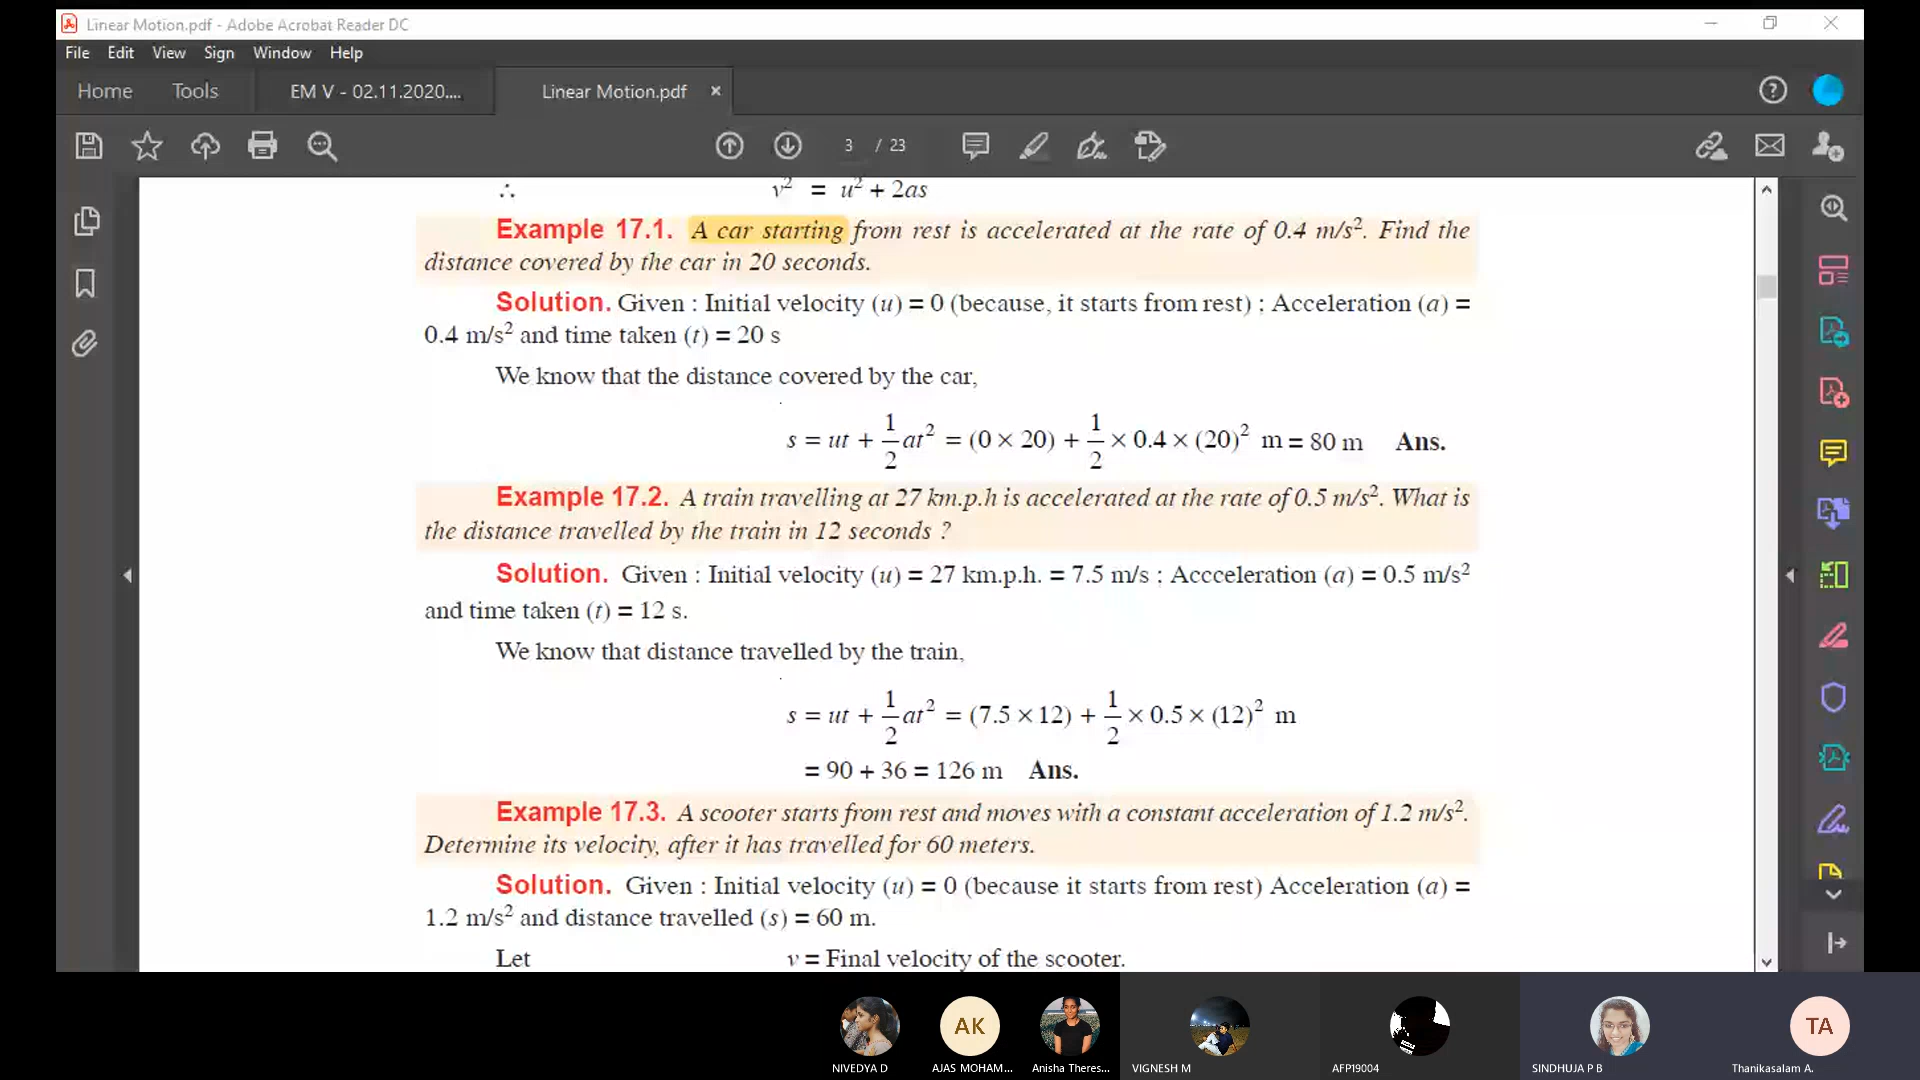 Linear Motion.pdf - Adobe Acrobat Reader DC
File Edit View Sign Window Help
Home Tools EM V - 02.11.2020.... Linear Motion.pdf ×
3 / 23
∴ v² = u² + 2as
Example 17.1. A car starting from rest is accelerated at the rate of 0.4 m/s². Find the
distance covered by the car in 20 seconds.
Solution. Given : Initial velocity (u) = 0 (because, it starts from rest) ; Acceleration (a) =
0.4 m/s² and time taken (t) = 20 s
We know that the distance covered by the car,
s = ut + 1/2 at² = (0 × 20) + 1/2 × 0.4 × (20)² m = 80 m Ans.
Example 17.2. A train travelling at 27 km.p.h is accelerated at the rate of 0.5 m/s². What is
the distance travelled by the train in 12 seconds ?
Solution. Given : Initial velocity (u) = 27 km.p.h. = 7.5 m/s ; Accceleration (a) = 0.5 m/s²
and time taken (t) = 12 s.
We know that distance travelled by the train,
s = ut + 1/2 at² = (7.5 × 12) + 1/2 × 0.5 × (12)² m
= 90 + 36 = 126 m Ans.
Example 17.3. A scooter starts from rest and moves with a constant acceleration of 1.2 m/s².
Determine its velocity, after it has travelled for 60 meters.
Solution. Given : Initial velocity (u) = 0 (because it starts from rest) Acceleration (a) =
1.2 m/s² and distance travelled (s) = 60 m.
Let v = Final velocity of the scooter.
AK TA
NIVEDYA D AJAS MOHAM... Anisha Theres... VIGNESH M AFP19004 SINDHUJA P B Thanikasalam A.